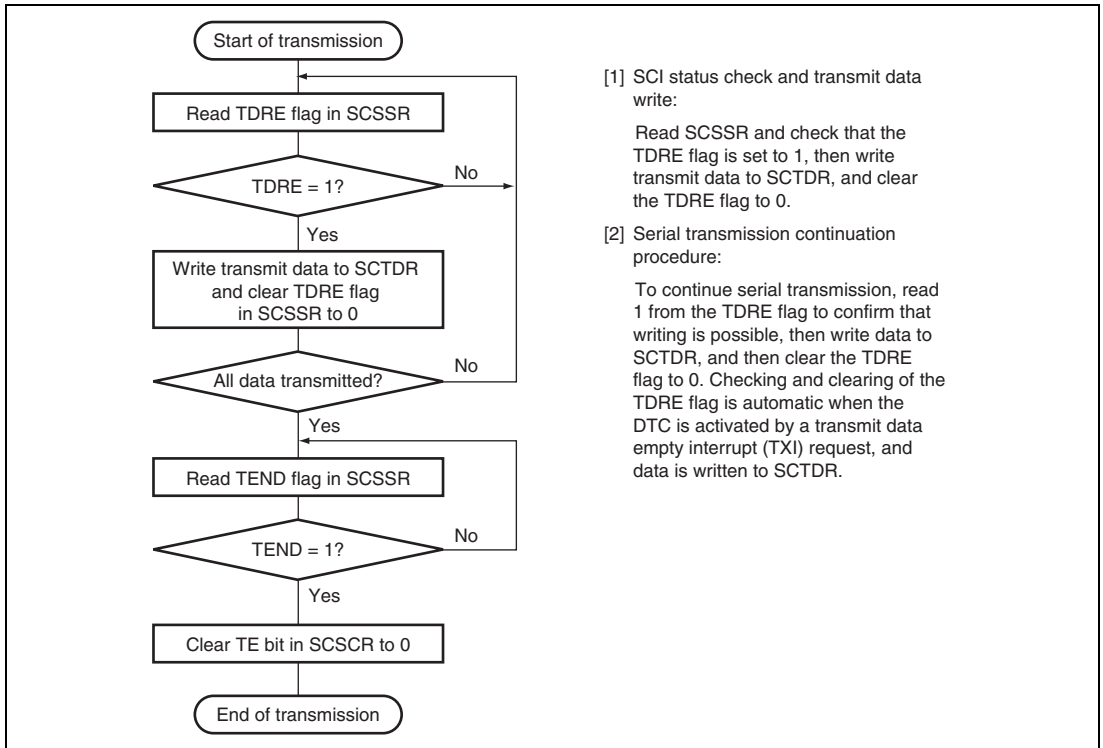 Start of transmission
Read TDRE flag in SCSSR
TDRE = 1?
No
Yes
Write transmit data to SCTDR
and clear TDRE flag
in SCSSR to 0
All data transmitted?
No
Yes
Read TEND flag in SCSSR
TEND = 1?
No
Yes
Clear TE bit in SCSCR to 0
End of transmission
[1] SCI status check and transmit data
write:
Read SCSSR and check that the
TDRE flag is set to 1, then write
transmit data to SCTDR, and clear
the TDRE flag to 0.
[2] Serial transmission continuation
procedure:
To continue serial transmission, read
1 from the TDRE flag to confirm that
writing is possible, then write data to
SCTDR, and then clear the TDRE
flag to 0. Checking and clearing of the
TDRE flag is automatic when the
DTC is activated by a transmit data
empty interrupt (TXI) request, and
data is written to SCTDR.